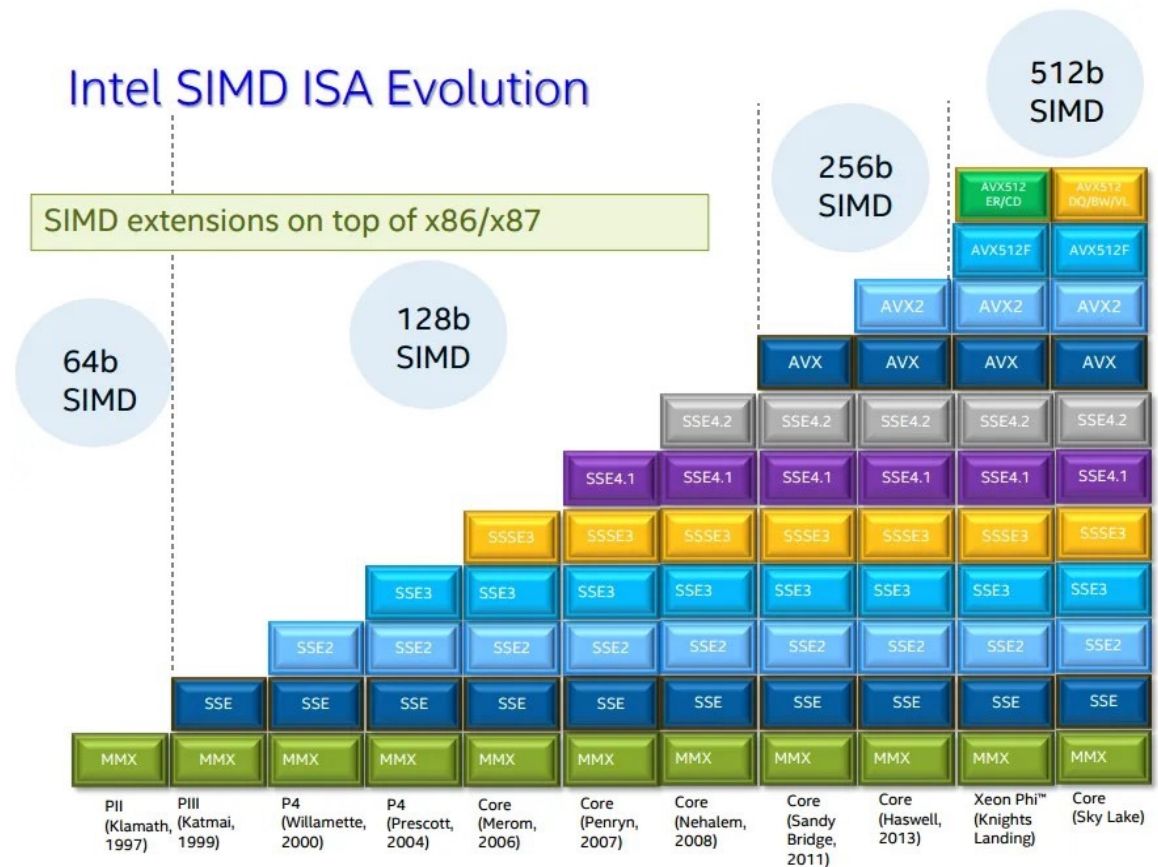 Intel SIMD ISA Evolution
512b
SIMD
256b
SIMD
SIMD extensions on top of x86/x87
128b
SIMD
64b
SIMD
AVX512 AVX512
ER/CD DQ/BW/VL
AVX512F AVX512F
AVX2 AVX2 AVX2
AVX AVX AVX AVX
SSE4.2 SSE4.2 SSE4.2 SSE4.2 SSE4.2
SSE4.1 SSE4.1 SSE4.1 SSE4.1 SSE4.1 SSE4.1
SSSE3 SSSE3 SSSE3 SSSE3 SSSE3 SSSE3 SSSE3
SSE3 SSE3 SSE3 SSE3 SSE3 SSE3 SSE3 SSE3
SSE2 SSE2 SSE2 SSE2 SSE2 SSE2 SSE2 SSE2 SSE2
SSE SSE SSE SSE SSE SSE SSE SSE SSE SSE
MMX MMX MMX MMX MMX MMX MMX MMX MMX MMX MMX
PII
(Klamath,
1997)
PIII
(Katmai,
1999)
P4
(Willamette,
2000)
P4
(Prescott,
2004)
Core
(Merom,
2006)
Core
(Penryn,
2007)
Core
(Nehalem,
2008)
Core
(Sandy
Bridge,
2011)
Core
(Haswell,
2013)
Xeon Phi™
(Knights
Landing)
Core
(Sky Lake)